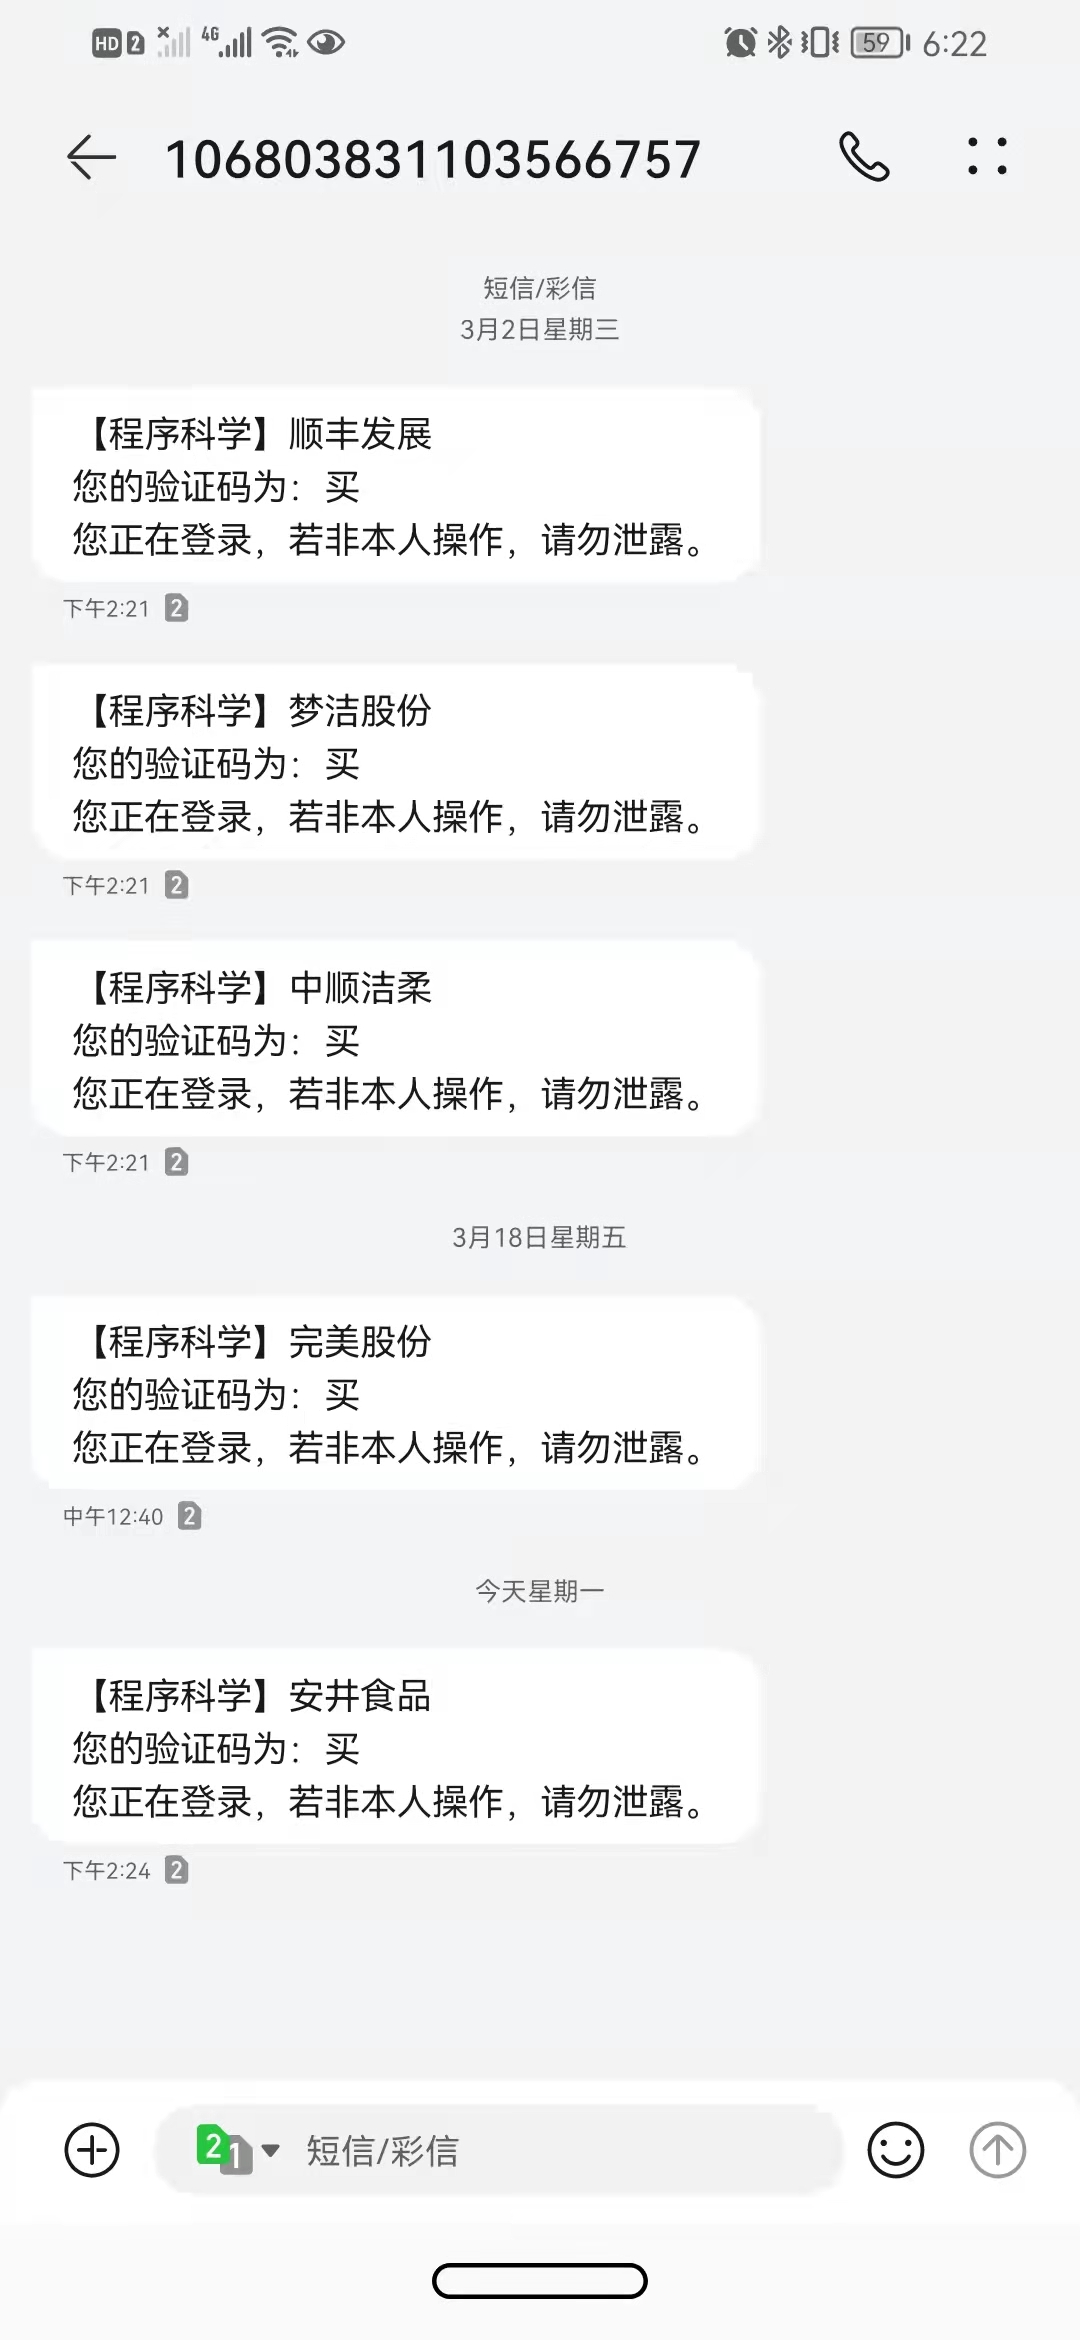 HD 2 4G 59 6:22
106803831103566757
短信/彩信
3月2日星期三
【程序科学】顺丰发展
您的验证码为：买
您正在登录，若非本人操作，请勿泄露。
下午2:21 2
【程序科学】梦洁股份
您的验证码为：买
您正在登录，若非本人操作，请勿泄露。
下午2:21 2
【程序科学】中顺洁柔
您的验证码为：买
您正在登录，若非本人操作，请勿泄露。
下午2:21 2
3月18日星期五
【程序科学】完美股份
您的验证码为：买
您正在登录，若非本人操作，请勿泄露。
中午12:40 2
今天星期一
【程序科学】安井食品
您的验证码为：买
您正在登录，若非本人操作，请勿泄露。
下午2:24 2
2 1 短信/彩信